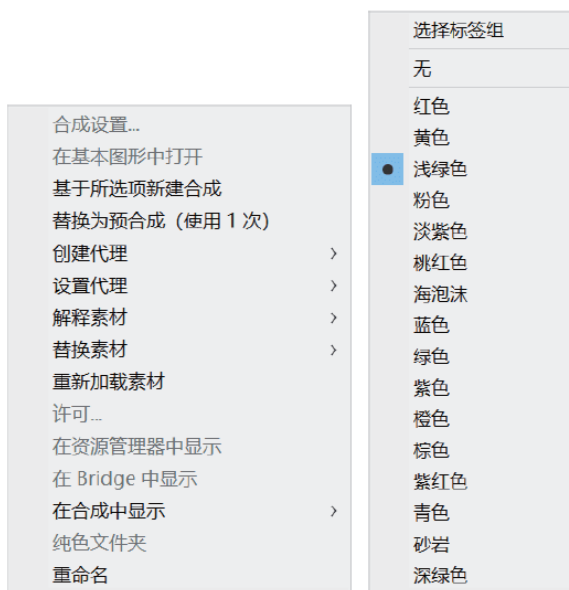 合成设置...
在基本图形中打开
基于所选项新建合成
替换为预合成（使用 1 次）
创建代理
设置代理
解释素材
替换素材
重新加载素材
许可...
在资源管理器中显示
在 Bridge 中显示
在合成中显示
纯色文件夹
重命名
选择标签组
无
红色
黄色
浅绿色
粉色
淡紫色
桃红色
海泡沫
蓝色
绿色
紫色
橙色
棕色
紫红色
青色
砂岩
深绿色